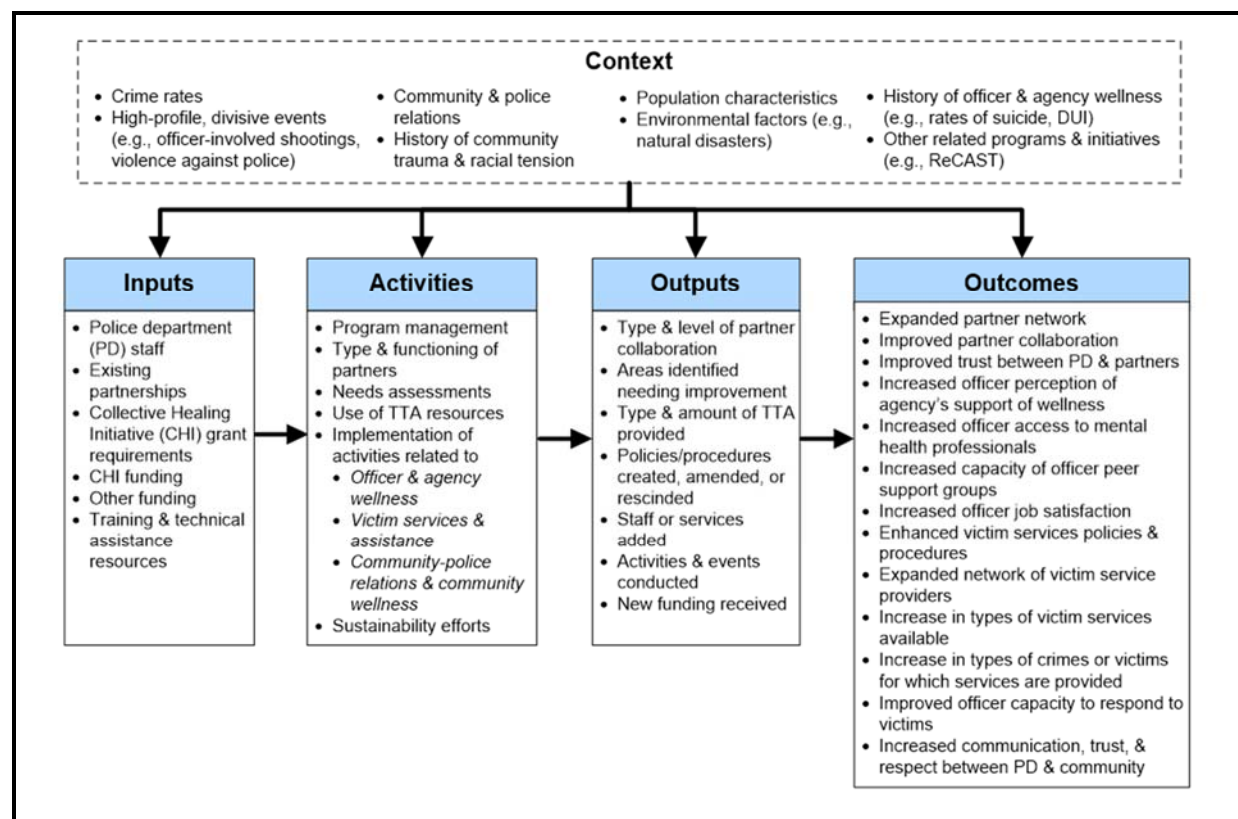 Context
• Crime rates
• High-profile, divisive events
(e.g., officer-involved shootings,
violence against police)
• Community & police
relations
• History of community
trauma & racial tension
• Population characteristics
• Environmental factors (e.g.,
natural disasters)
• History of officer & agency wellness
(e.g., rates of suicide, DUI)
• Other related programs & initiatives
(e.g., ReCAST)
Inputs
• Police department
(PD) staff
• Existing
partnerships
• Collective Healing
Initiative (CHI) grant
requirements
• CHI funding
• Other funding
• Training & technical
assistance
resources
Activities
• Program management
• Type & functioning of
partners
• Needs assessments
• Use of TTA resources
• Implementation of
activities related to
• Officer & agency
wellness
• Victim services &
assistance
• Community-police
relations & community
wellness
• Sustainability efforts
Outputs
• Type & level of partner
collaboration
• Areas identified
needing improvement
• Type & amount of TTA
provided
• Policies/procedures
created, amended, or
rescinded
• Staff or services
added
• Activities & events
conducted
• New funding received
Outcomes
• Expanded partner network
• Improved partner collaboration
• Improved trust between PD & partners
• Increased officer perception of
agency's support of wellness
• Increased officer access to mental
health professionals
• Increased capacity of officer peer
support groups
• Increased officer job satisfaction
• Enhanced victim services policies &
procedures
• Expanded network of victim service
providers
• Increase in types of victim services
available
• Increase in types of crimes or victims
for which services are provided
• Improved officer capacity to respond to
victims
• Increased communication, trust, &
respect between PD & community